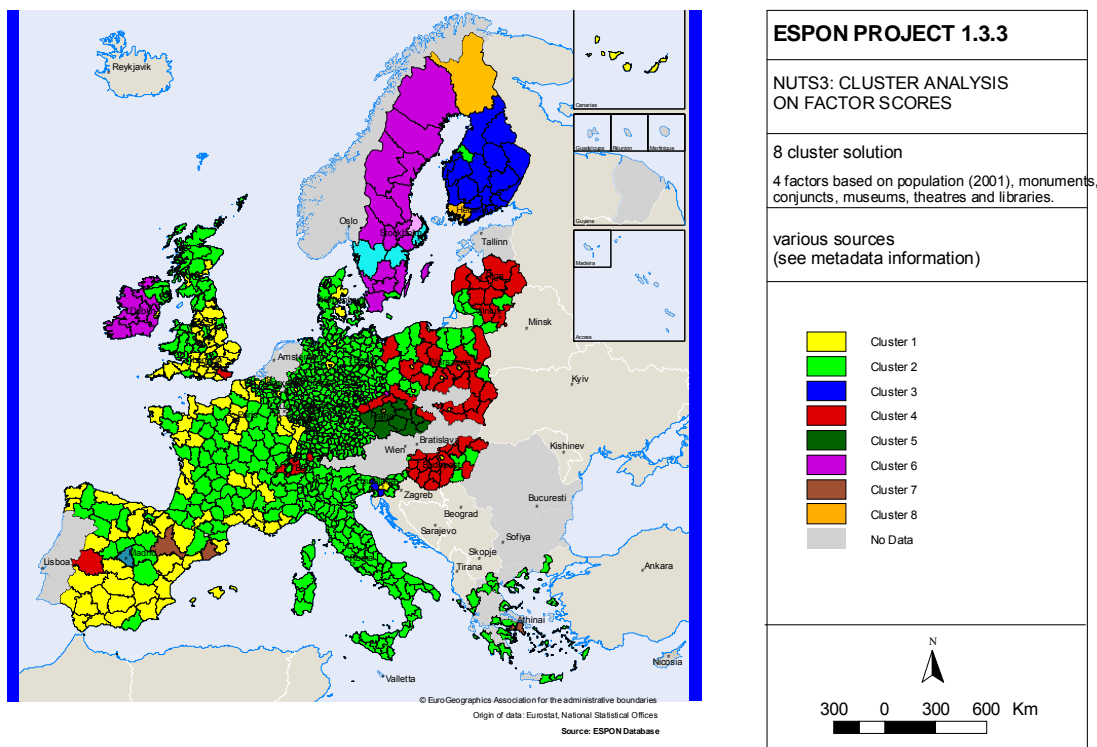 Reykjavik
Canarias
Guadeloupe
Réunion
Martinique
Guyane
Madeira
Acores
Oslo
Stockholm
Tallinn
Minsk
Amster
Kyiv
Paris
Wien
Bratislava
Budapest
Kishinev
Zagreb
Bucuresti
Beograd
Sarajevo
Sofiya
Skopje
Tirana
Ankara
Madrid
Lisboa
Athinai
Valletta
Nicosia
© EuroGeographics Association for the administrative boundaries
Origin of data: Eurostat, National Statistical Offices
Source: ESPON Database
ESPON PROJECT 1.3.3
NUTS3: CLUSTER ANALYSIS
ON FACTOR SCORES
8 cluster solution
4 factors based on population (2001), monuments,
conjuncts, museums, theatres and libraries.
various sources
(see metadata information)
Cluster 1
Cluster 2
Cluster 3
Cluster 4
Cluster 5
Cluster 6
Cluster 7
Cluster 8
No Data
N
300 0 300 600 Km